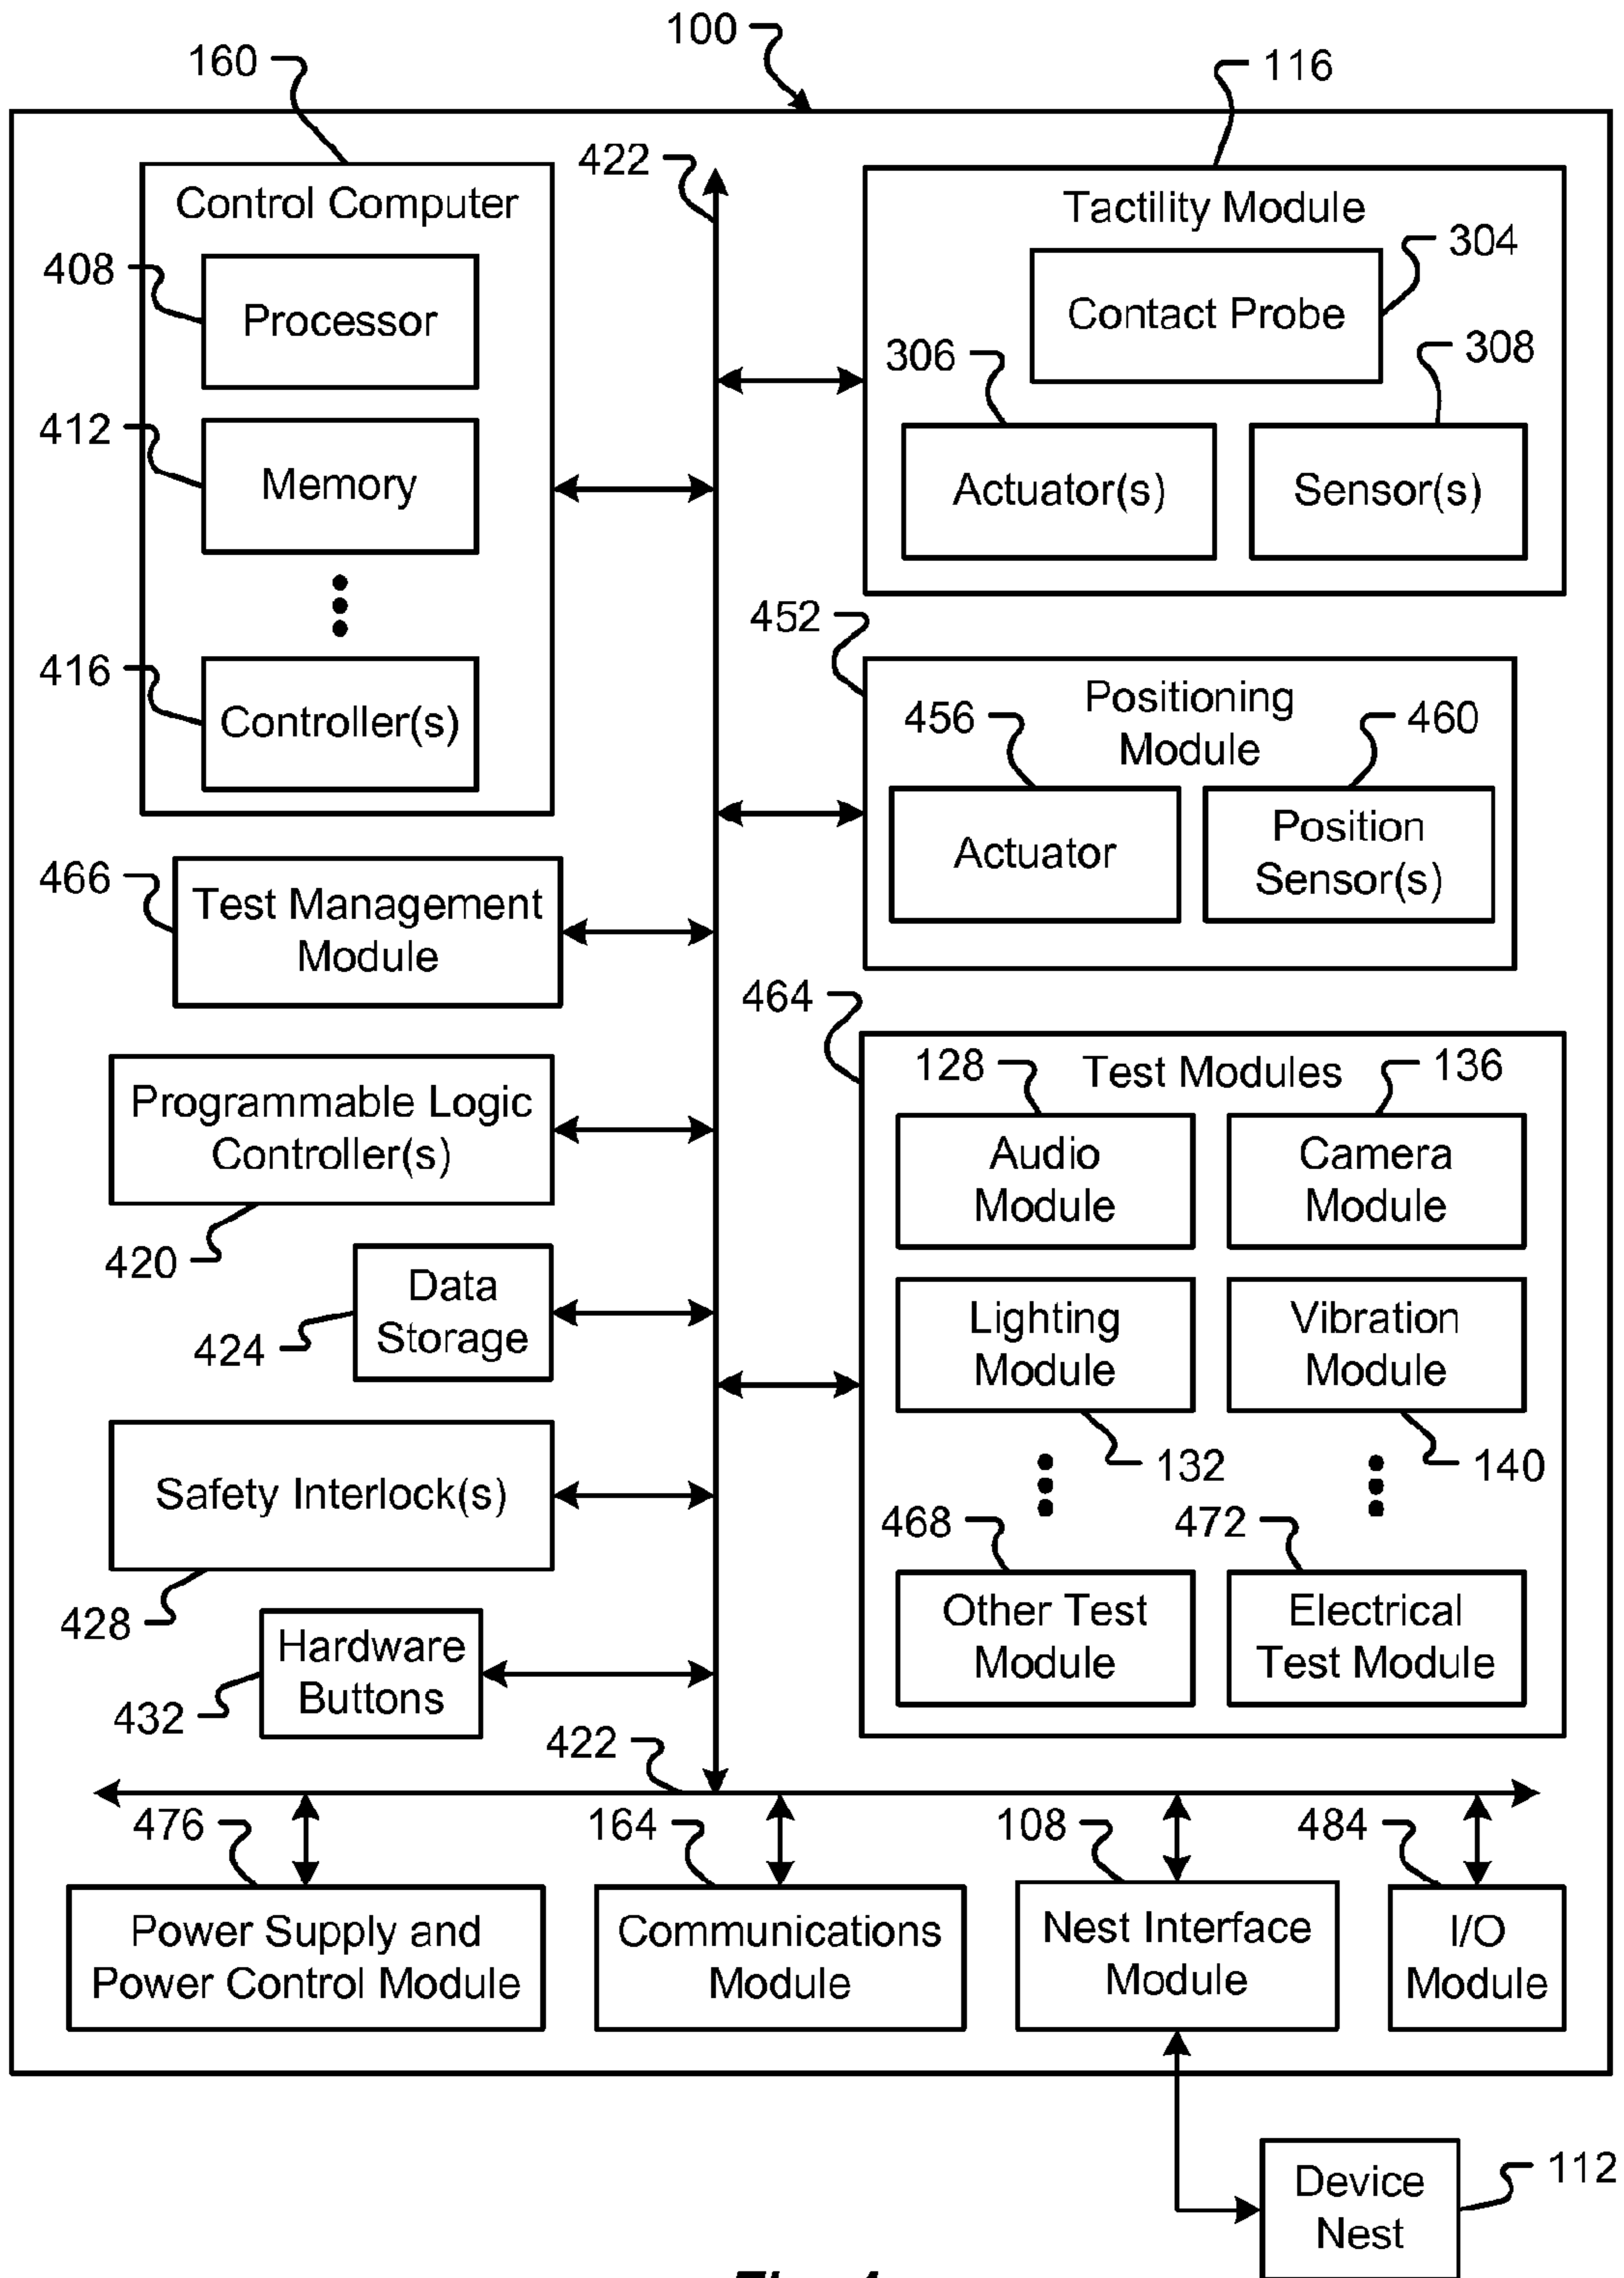 100
160
116
422
Control Computer
Tactility Module
408
Processor
304
Contact Probe
306
308
412
Memory
Actuator(s)
Sensor(s)
452
416
Controller(s)
Positioning
Module
456
460
Actuator
Position
Sensor(s)
466
Test Management
Module
464
Test Modules
128
136
Programmable Logic
Controller(s)
Audio
Module
Camera
Module
420
Data
Storage
424
Lighting
Module
Vibration
Module
132
140
Safety Interlock(s)
428
468
472
Hardware
Buttons
432
Other Test
Module
Electrical
Test Module
422
476
164
108
484
Power Supply and
Power Control Module
Communications
Module
Nest Interface
Module
I/O
Module
Device
Nest
112